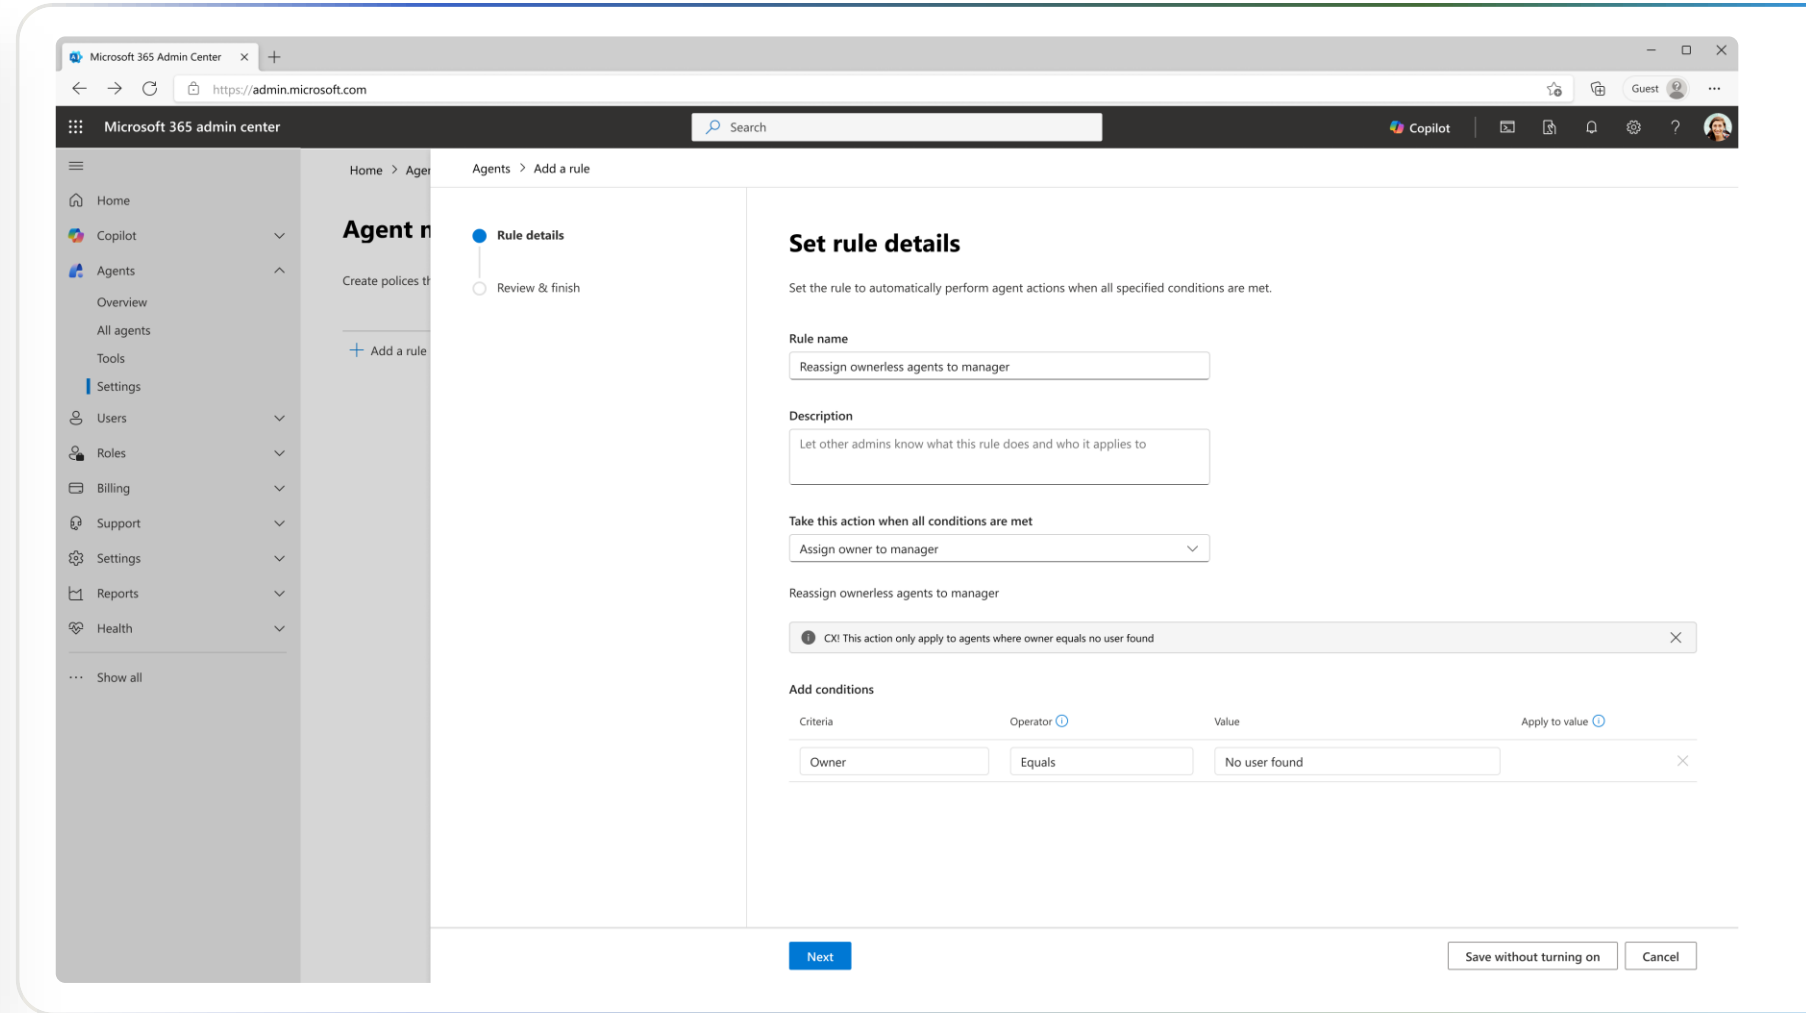 Microsoft 365 Admin Center
https://admin.microsoft.com
Guest
Microsoft 365 admin center
Search
Copilot
Home
Copilot
Agents
Overview
All agents
Tools
Settings
Users
Roles
Billing
Support
Settings
Reports
Health
Show all
Home > Agen
Agent n
Create polices th
Add a rule
Agents > Add a rule
Rule details
Review & finish
Set rule details
Set the rule to automatically perform agent actions when all specified conditions are met.
Rule name
Reassign ownerless agents to manager
Description
Let other admins know what this rule does and who it applies to
Take this action when all conditions are met
Assign owner to manager
Reassign ownerless agents to manager
CX! This action only apply to agents where owner equals no user found
Add conditions
Criteria Operator Value Apply to value
Owner Equals No user found
Next
Save without turning on
Cancel